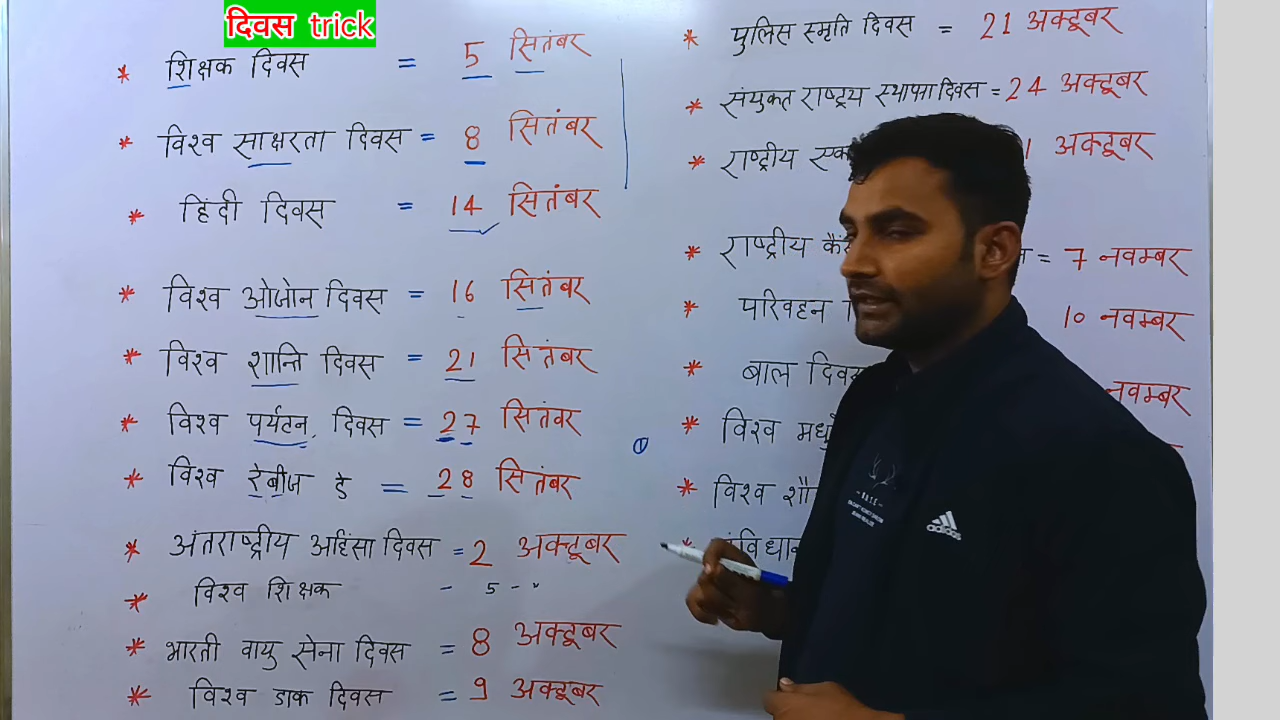 दिवस trick
* शिक्षक दिवस = 5 सितंबर
* विश्व साक्षरता दिवस = 8 सितंबर
* हिंदी दिवस = 14 सितंबर
* विश्व ओजोन दिवस = 16 सितंबर
* विश्व शान्ति दिवस = 21 सितंबर
* विश्व पर्यटन, दिवस = 27 सितंबर
* विश्व रेबीज डे = 28 सितंबर
* अंतराष्ट्रीय अहिंसा दिवस = 2 अक्टूबर
* विश्व शिक्षक - 5 - "
* भारती वायु सेना दिवस = 8 अक्टूबर
* विश्व डाक दिवस = 9 अक्टूबर
* पुलिस स्मृति दिवस = 21 अक्टूबर
* संयुक्त राष्ट्रय स्थापना दिवस = 24 अक्टूबर
* राष्ट्रीय 1 अक्टूबर
* राष्ट्रीय = 7 नवम्बर
* परिवहन 10 नवम्बर
* बाल दिवस नवम्बर
* विश्व
* विश्व
*
①
adidas